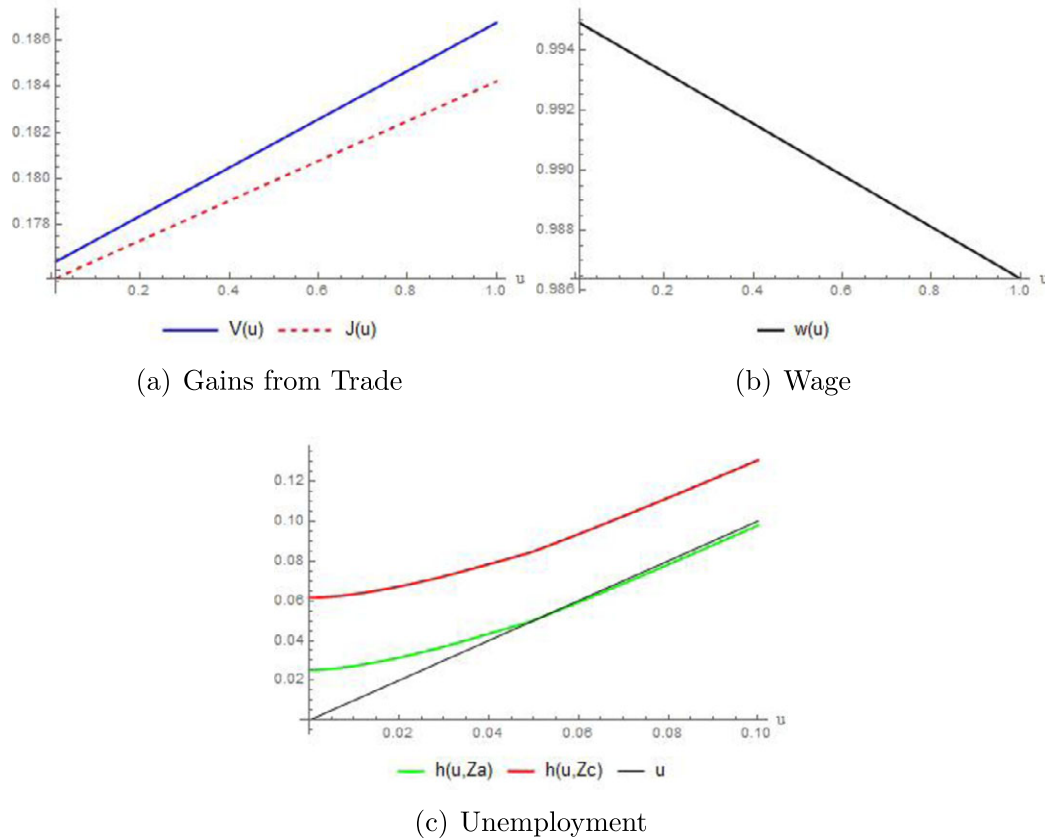 0.186
0.184
0.182
0.180
0.178
0.2 0.4 0.6 0.8 1.0 u
V(u) J(u)
(a) Gains from Trade
0.994
0.992
0.990
0.988
0.986
0.2 0.4 0.6 0.8 1.0 u
w(u)
(b) Wage
0.12
0.10
0.08
0.06
0.04
0.02
0.02 0.04 0.06 0.08 0.10 u
h(u,Za) h(u,Zc) u
(c) Unemployment